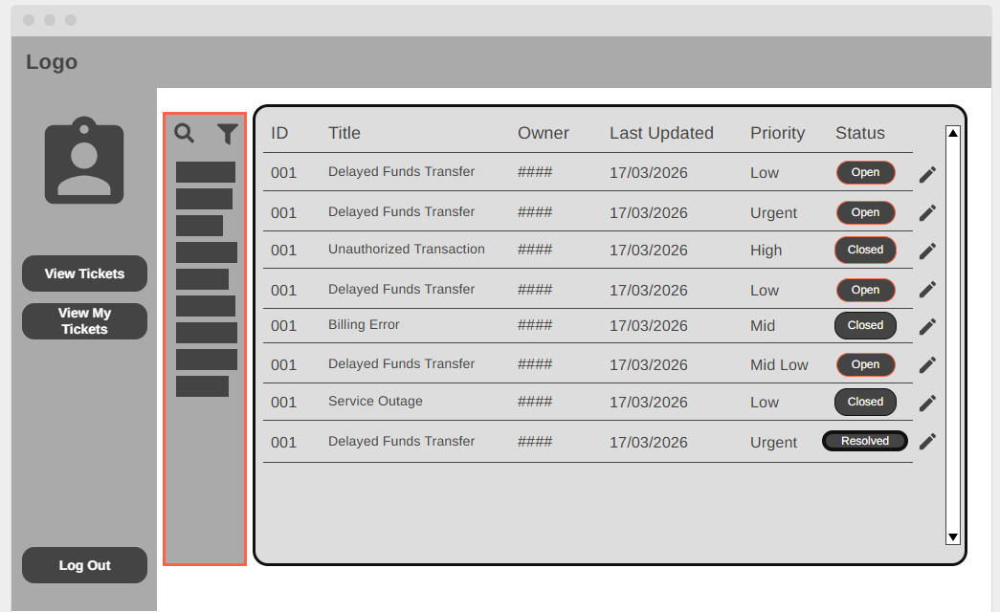 Logo
View Tickets
View My
Tickets
Log Out
ID Title Owner Last Updated Priority Status
001 Delayed Funds Transfer #### 17/03/2026 Low Open
001 Delayed Funds Transfer #### 17/03/2026 Urgent Open
001 Unauthorized Transaction #### 17/03/2026 High Closed
001 Delayed Funds Transfer #### 17/03/2026 Low Open
001 Billing Error #### 17/03/2026 Mid Closed
001 Delayed Funds Transfer #### 17/03/2026 Mid Low Open
001 Service Outage #### 17/03/2026 Low Closed
001 Delayed Funds Transfer #### 17/03/2026 Urgent Resolved